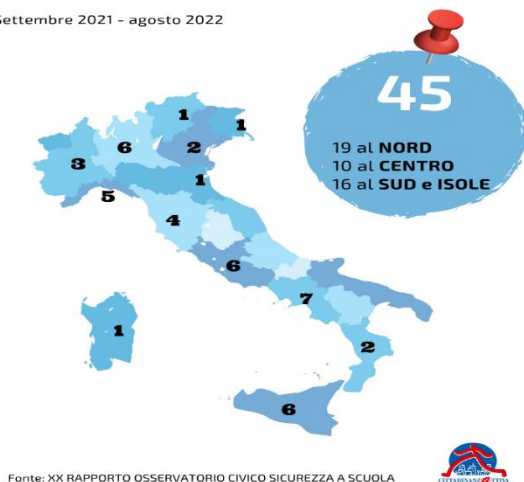 Settembre 2021 - agosto 2022
45
19 al NORD
10 al CENTRO
16 al SUD e ISOLE
1
1
6
2
3
1
5
4
6
7
1
2
6
Fonte: XX RAPPORTO OSSERVATORIO CIVICO SICUREZZA A SCUOLA
CITTADINANZATTIVA